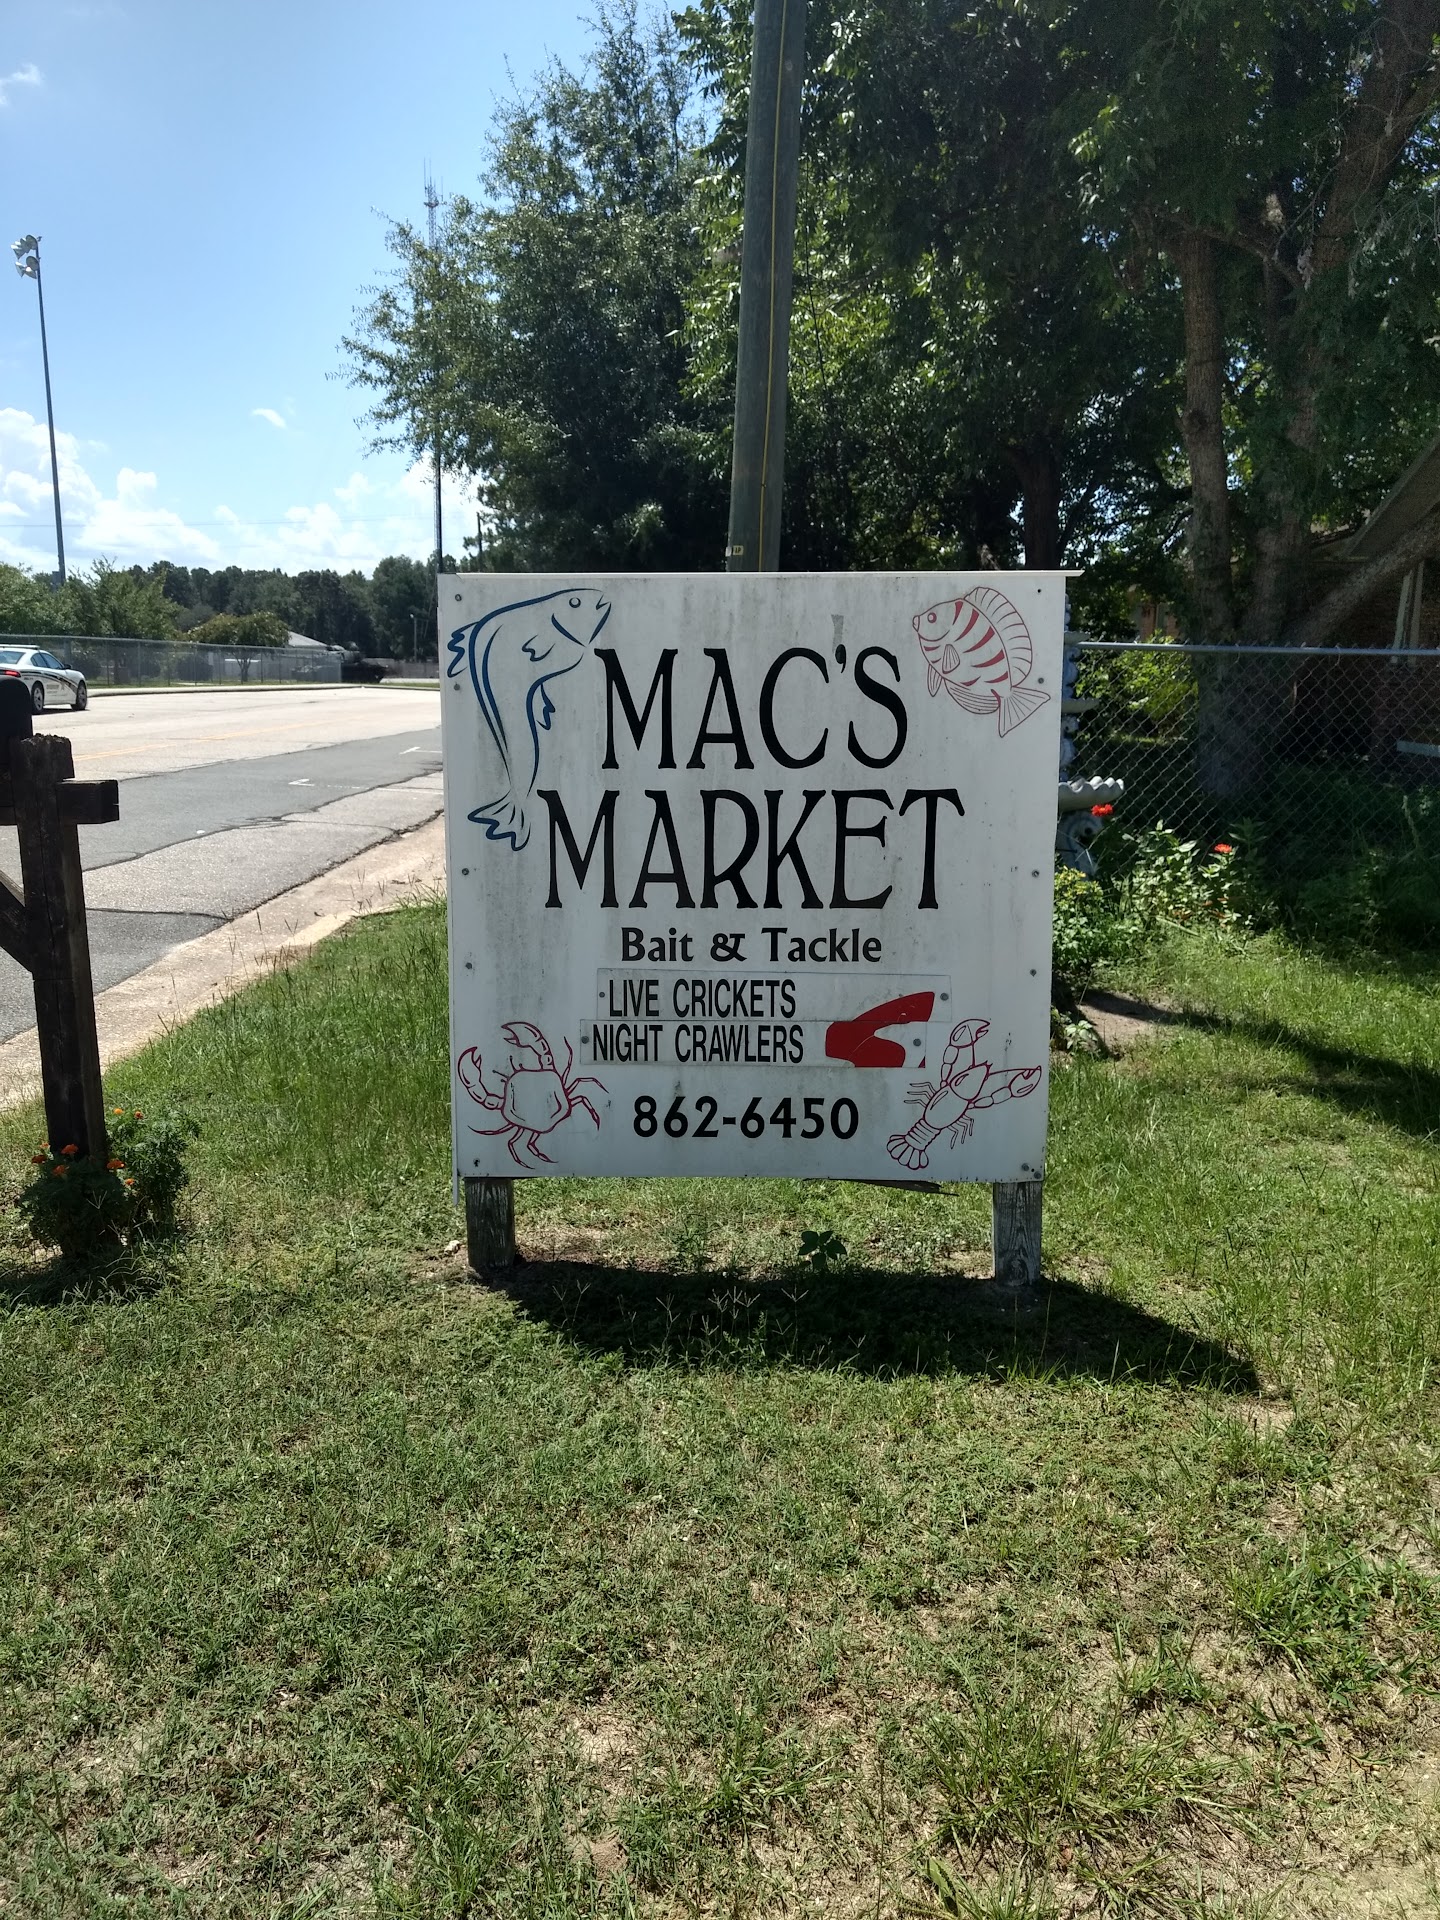 MAC'S
MARKET
Bait & Tackle
LIVE CRICKETS
NIGHT CRAWLERS
862-6450